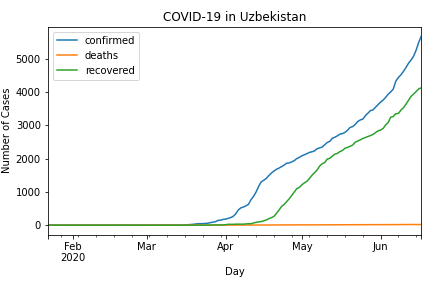 COVID-19 in Uzbekistan
confirmed
deaths
recovered
Number of Cases
5000
4000
3000
2000
1000
0
Feb Mar Apr May Jun
2020
Day